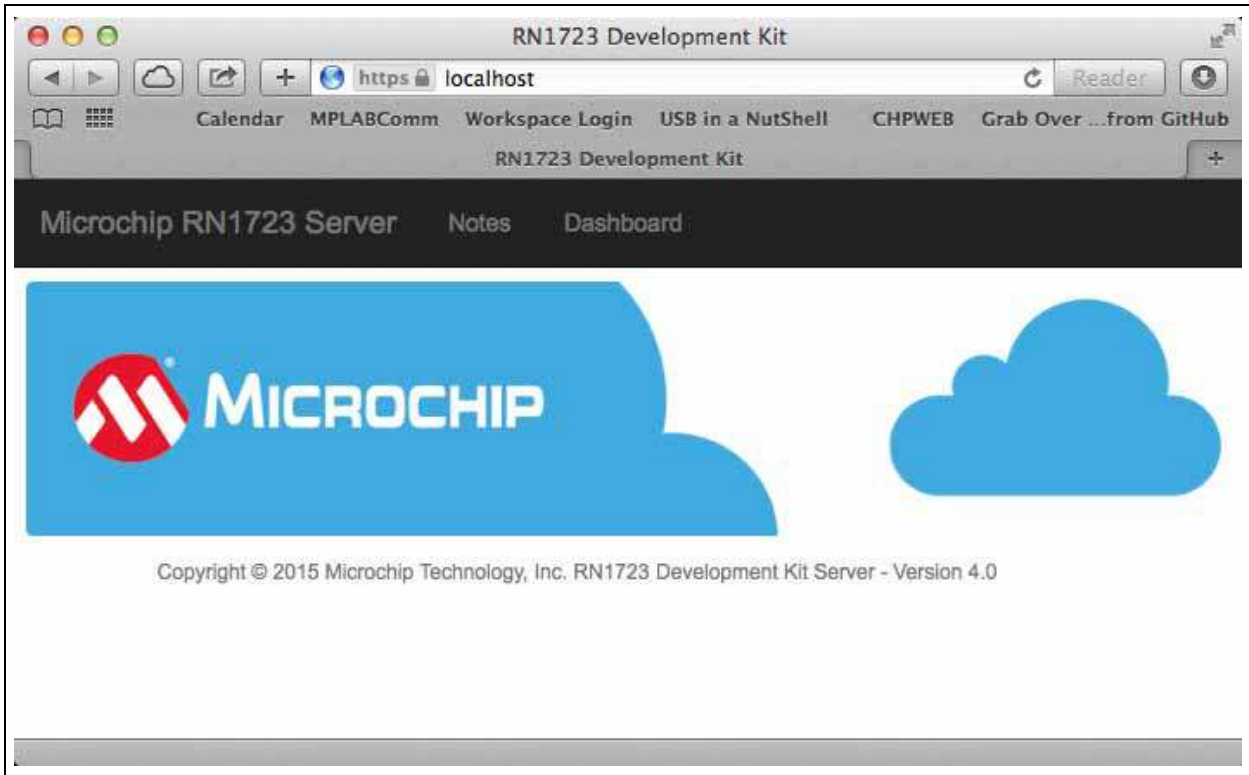 RN1723 Development Kit
https localhost Reader
Calendar MPLABComm Workspace Login USB in a NutShell CHPWEB Grab Over ...from GitHub
RN1723 Development Kit
Microchip RN1723 Server Notes Dashboard
MICROCHIP
Copyright © 2015 Microchip Technology, Inc. RN1723 Development Kit Server - Version 4.0